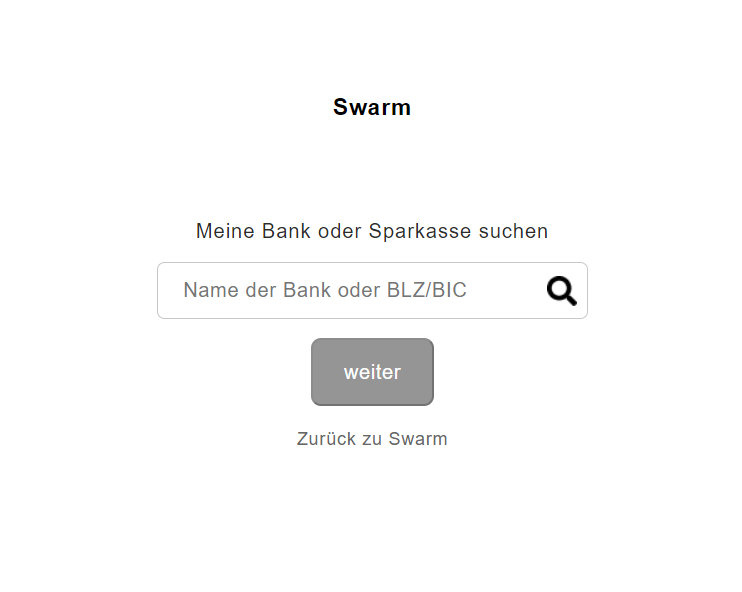 Swarm
Meine Bank oder Sparkasse suchen
Name der Bank oder BLZ/BIC
weiter
Zurück zu Swarm